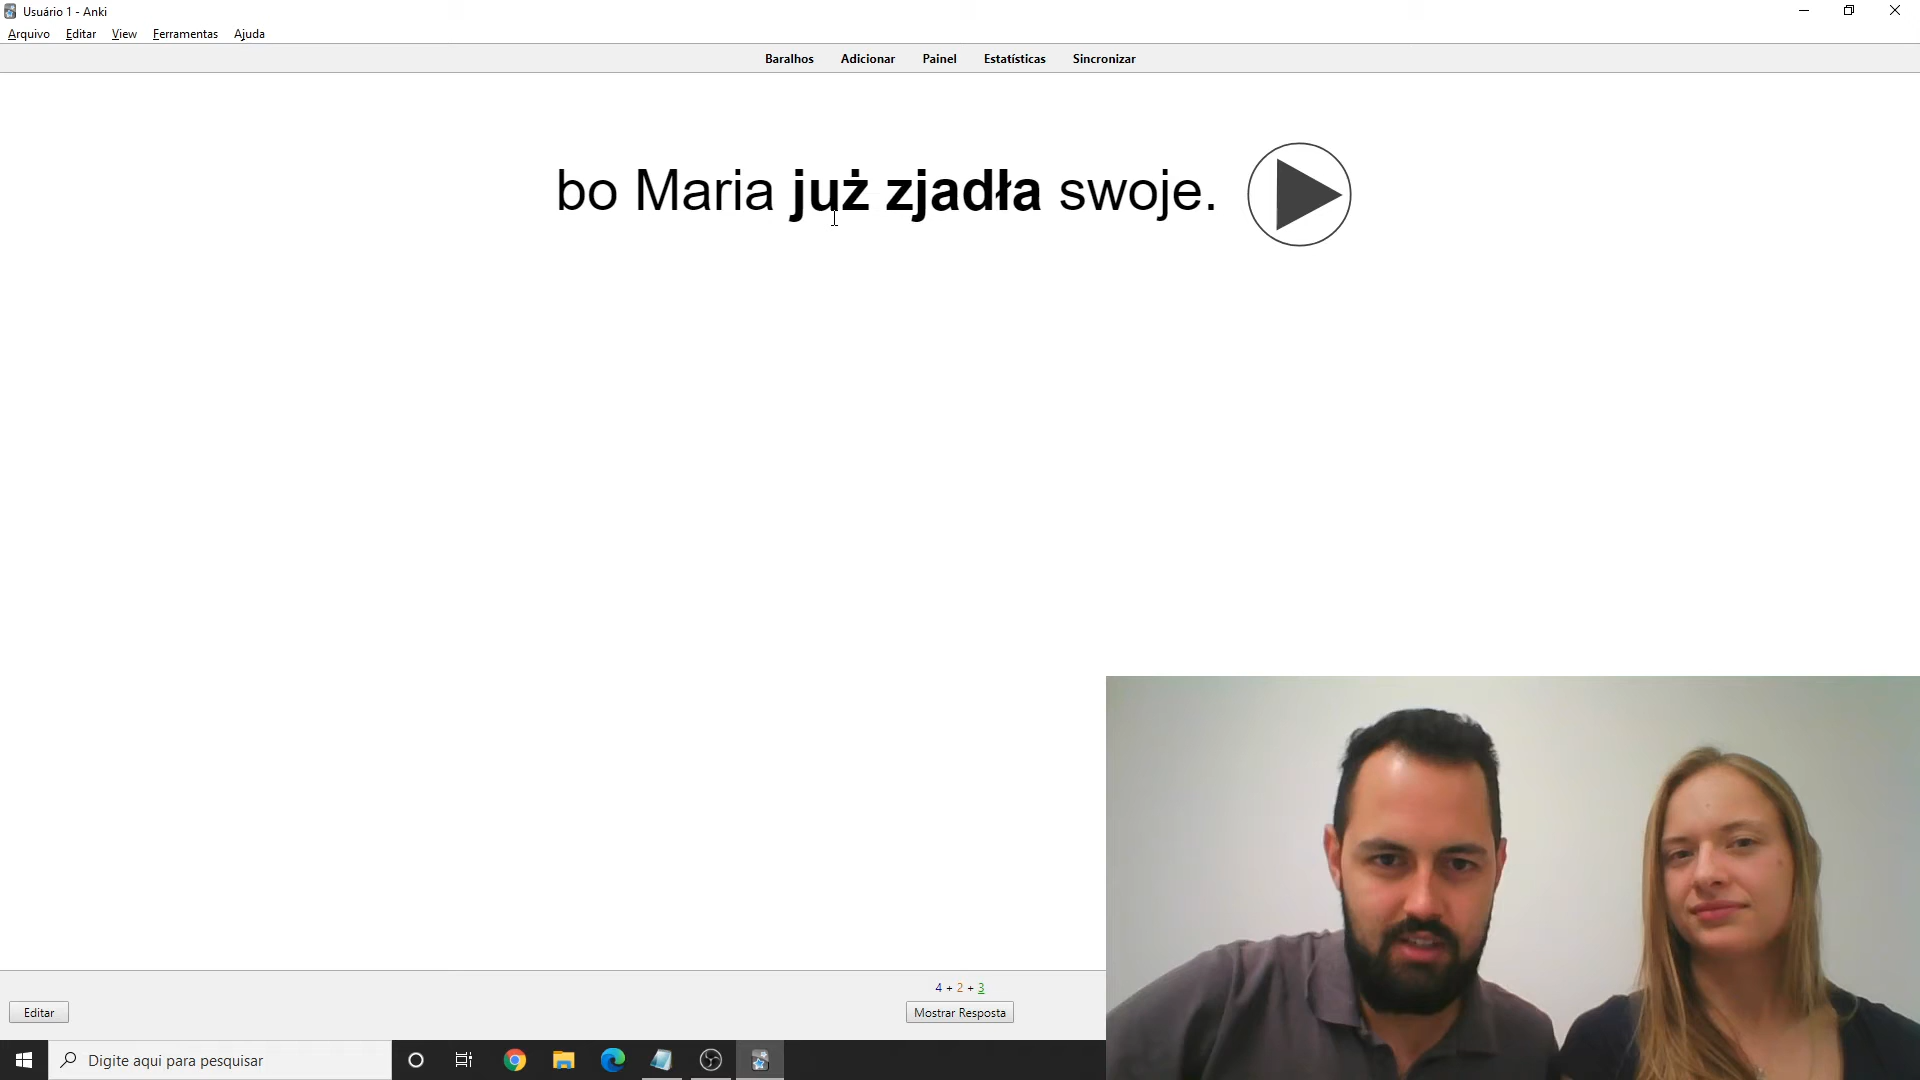 Usuário 1 - Anki
Arquivo Editar View Ferramentas Ajuda
Baralhos Adicionar Painel Estatísticas Sincronizar
bo Maria już zjadła swoje.
4 + 2 + 3
Editar
Mostrar Resposta
Digite aqui para pesquisar